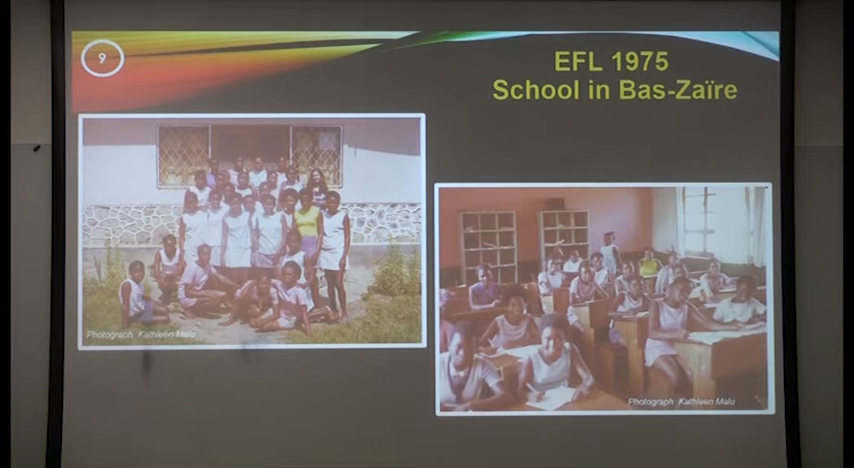 9
EFL 1975
School in Bas-Zaïre
Photograph: Kathleen Malu
Photograph: Kathleen Malu